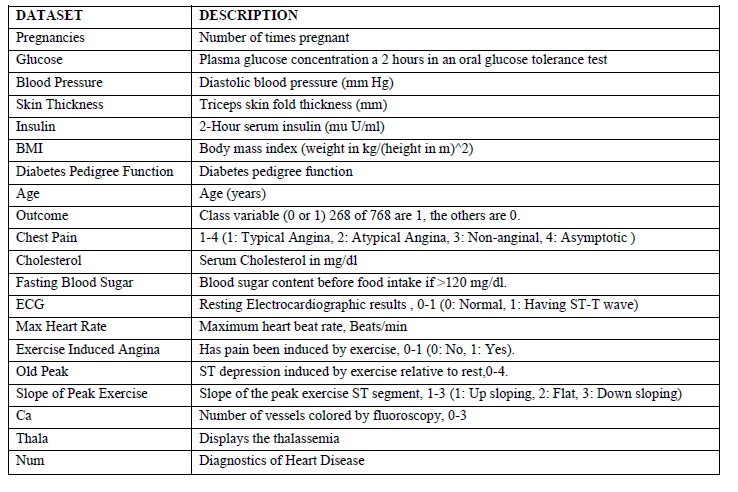 DATASET DESCRIPTION
Pregnancies Number of times pregnant
Glucose Plasma glucose concentration a 2 hours in an oral glucose tolerance test
Blood Pressure Diastolic blood pressure (mm Hg)
Skin Thickness Triceps skin fold thickness (mm)
Insulin 2-Hour serum insulin (mu U/ml)
BMI Body mass index (weight in kg/(height in m)^2)
Diabetes Pedigree Function Diabetes pedigree function
Age Age (years)
Outcome Class variable (0 or 1) 268 of 768 are 1, the others are 0.
Chest Pain 1-4 (1: Typical Angina, 2: Atypical Angina, 3: Non-anginal, 4: Asymptotic )
Cholesterol Serum Cholesterol in mg/dl
Fasting Blood Sugar Blood sugar content before food intake if >120 mg/dl.
ECG Resting Electrocardiographic results , 0-1 (0: Normal, 1: Having ST-T wave)
Max Heart Rate Maximum heart beat rate, Beats/min
Exercise Induced Angina Has pain been induced by exercise, 0-1 (0: No, 1: Yes).
Old Peak ST depression induced by exercise relative to rest,0-4.
Slope of Peak Exercise Slope of the peak exercise ST segment, 1-3 (1: Up sloping, 2: Flat, 3: Down sloping)
Ca Number of vessels colored by fluoroscopy, 0-3
Thala Displays the thalassemia
Num Diagnostics of Heart Disease